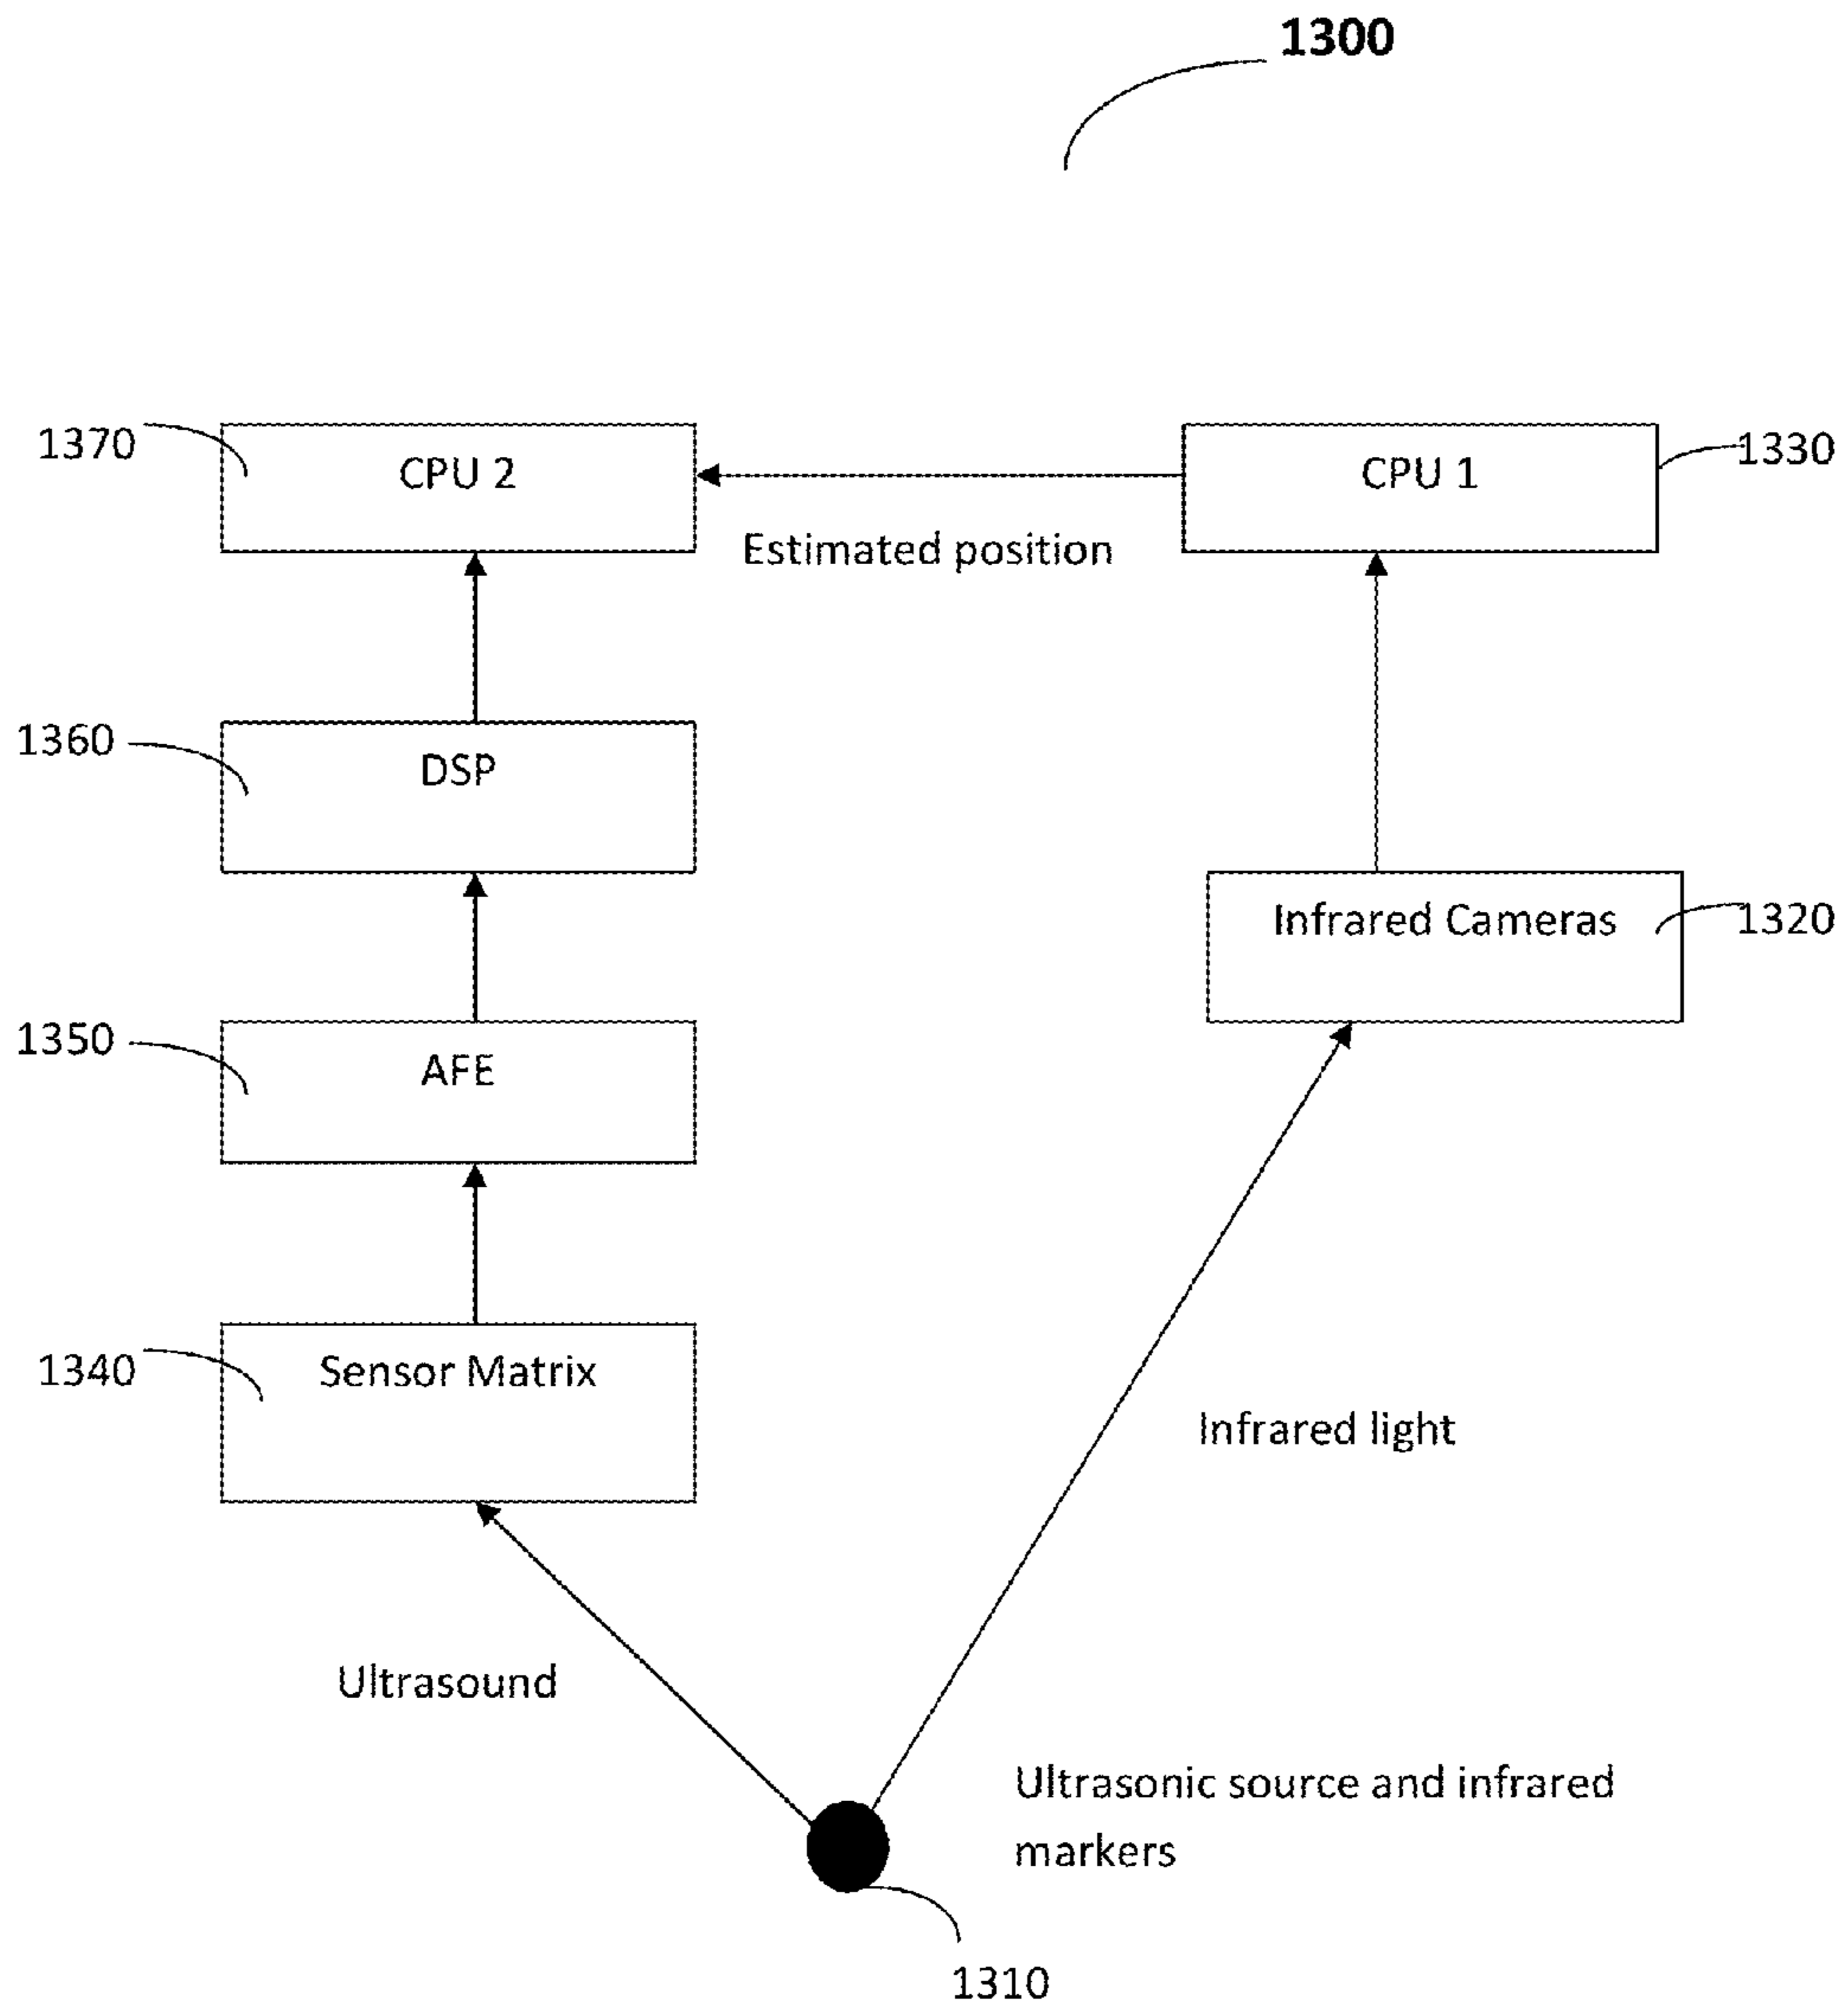 1300
1370
CPU 2
CPU 1
1330
Estimated position
1360
DSP
Infrared Cameras
1320
1350
AFE
1340
Sensor Matrix
Infrared light
Ultrasound
Ultrasonic source and infrared
markers
1310